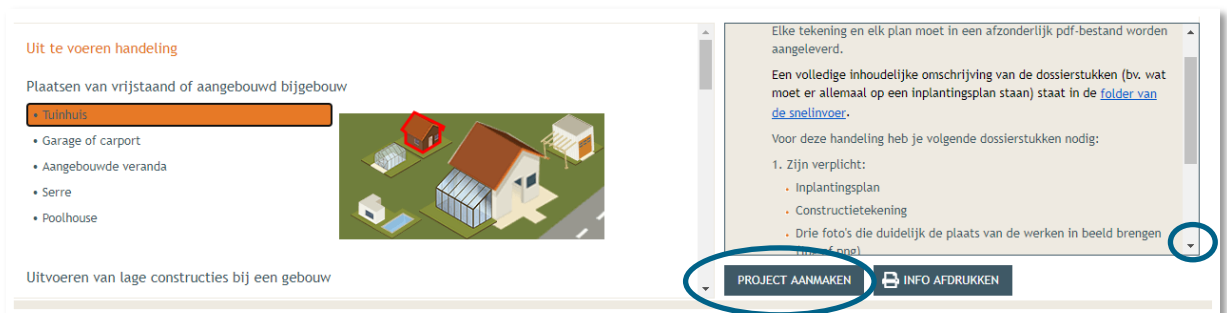 Uit te voeren handeling
Plaatsen van vrijstaand of aangebouwd bijgebouw
• Tuinhuis
• Garage of carport
• Aangebouwde veranda
• Serre
• Poolhouse
Uitvoeren van lage constructies bij een gebouw
Elke tekening en elk plan moet in een afzonderlijk pdf-bestand worden
aangeleverd.
Een volledige inhoudelijke omschrijving van de dossierstukken (bv. wat
moet er allemaal op een inplantingsplan staan) staat in de folder van
de snelinvoer.
Voor deze handeling heb je volgende dossierstukken nodig:
1. Zijn verplicht:
• Inplantingsplan
• Constructietekening
• Drie foto's die duidelijk de plaats van de werken in beeld brengen
PROJECT AANMAKEN
INFO AFDRUKKEN